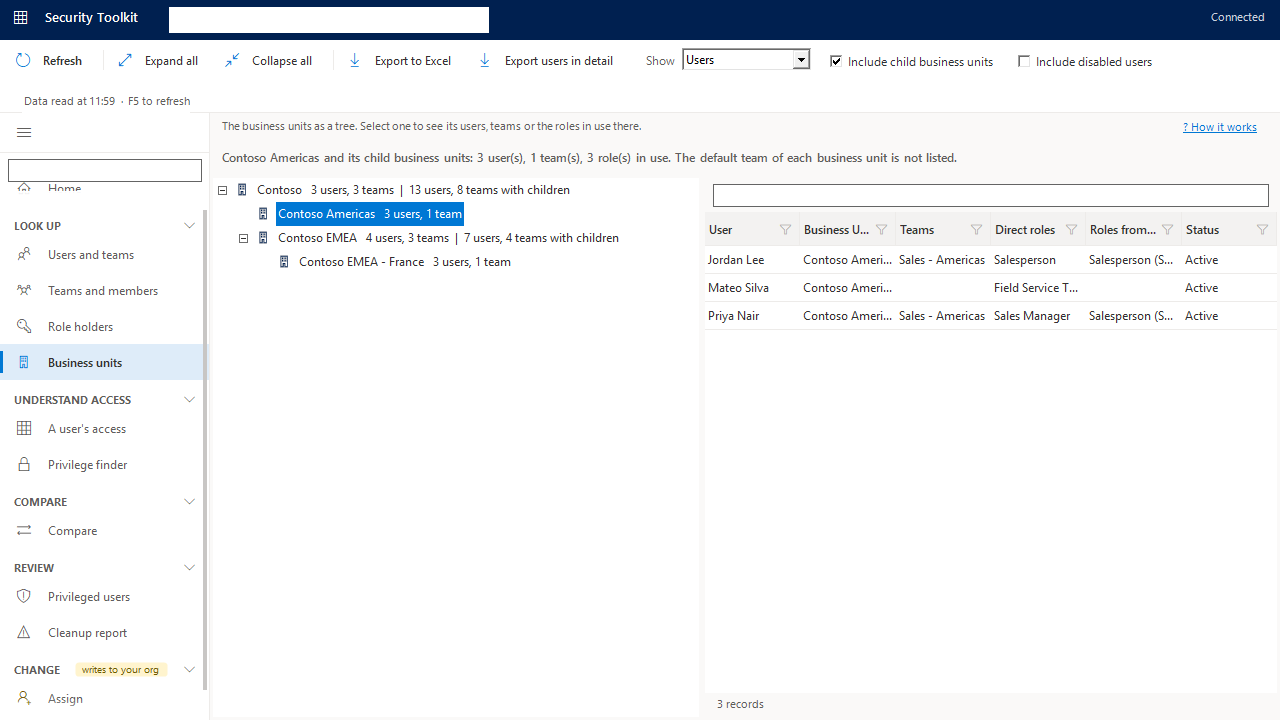 Security Toolkit
Connected
Refresh
Expand all
Collapse all
Export to Excel
Export users in detail
Show
Users
Include child business units
Include disabled users
Data read at 11:59 · F5 to refresh
The business units as a tree. Select one to see its users, teams or the roles in use there.
? How it works
Contoso Americas and its child business units: 3 user(s), 1 team(s), 3 role(s) in use. The default team of each business unit is not listed.
Home
LOOK UP
Users and teams
Teams and members
Role holders
Business units
UNDERSTAND ACCESS
A user's access
Privilege finder
COMPARE
Compare
REVIEW
Privileged users
Cleanup report
CHANGE writes to your org
Assign
Contoso 3 users, 3 teams | 13 users, 8 teams with children
Contoso Americas 3 users, 1 team
Contoso EMEA 4 users, 3 teams | 7 users, 4 teams with children
Contoso EMEA - France 3 users, 1 team
User Business U... Teams Direct roles Roles from... Status
Jordan Lee Contoso Ameri... Sales - Americas Salesperson Salesperson (S... Active
Mateo Silva Contoso Ameri... Field Service T... Active
Priya Nair Contoso Ameri... Sales - Americas Sales Manager Salesperson (S... Active
3 records